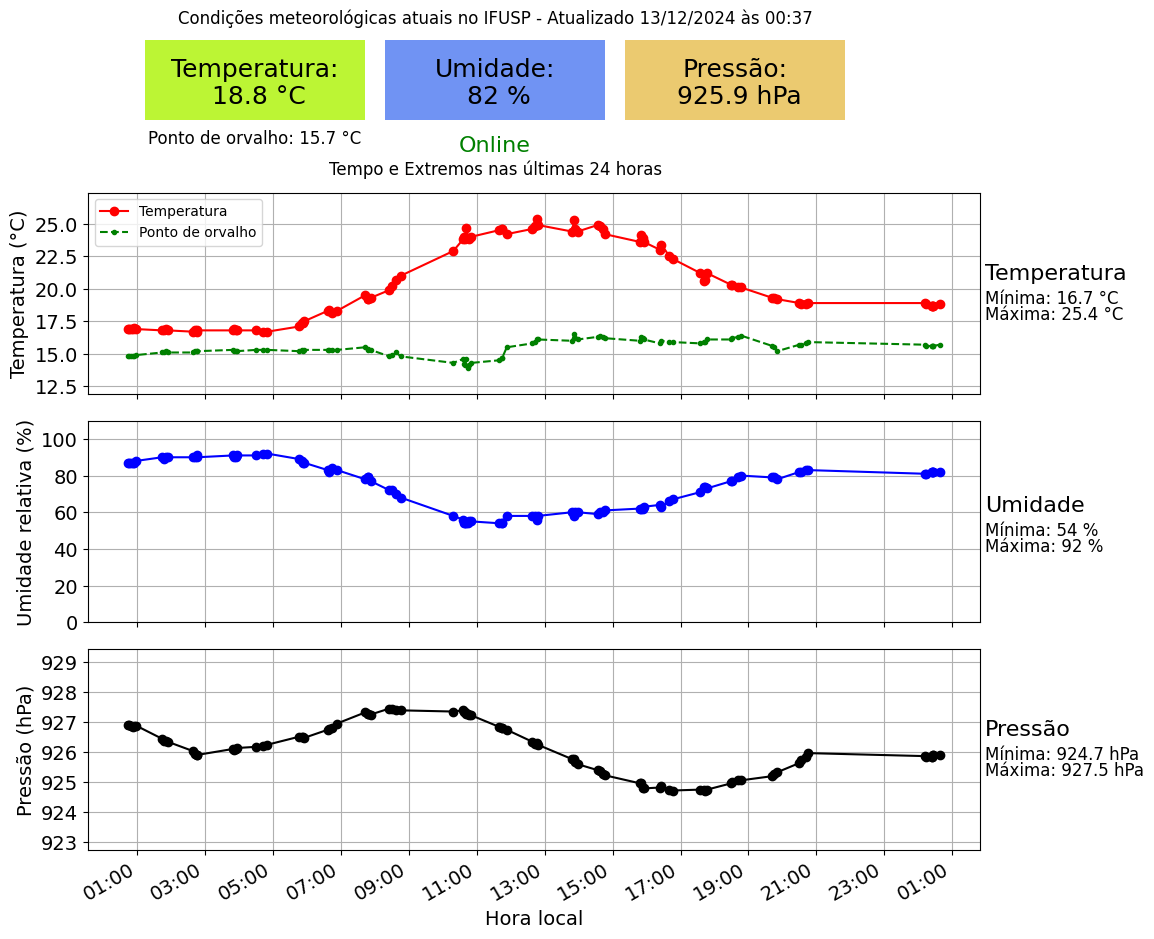 Condições meteorológicas atuais no IFUSP - Atualizado 13/12/2024 às 00:37
Temperatura:
18.8 °C
Umidade:
82 %
Pressão:
925.9 hPa
Ponto de orvalho: 15.7 °C
Online
Tempo e Extremos nas últimas 24 horas
Temperatura (°C)
25.0
22.5
20.0
17.5
15.0
12.5
Temperatura
Ponto de orvalho
Temperatura
Mínima: 16.7 °C
Máxima: 25.4 °C
Umidade relativa (%)
100
80
60
40
20
0
Umidade
Mínima: 54 %
Máxima: 92 %
Pressão (hPa)
929
928
927
926
925
924
923
Pressão
Mínima: 924.7 hPa
Máxima: 927.5 hPa
01:00 03:00 05:00 07:00 09:00 11:00 13:00 15:00 17:00 19:00 21:00 23:00 01:00
Hora local